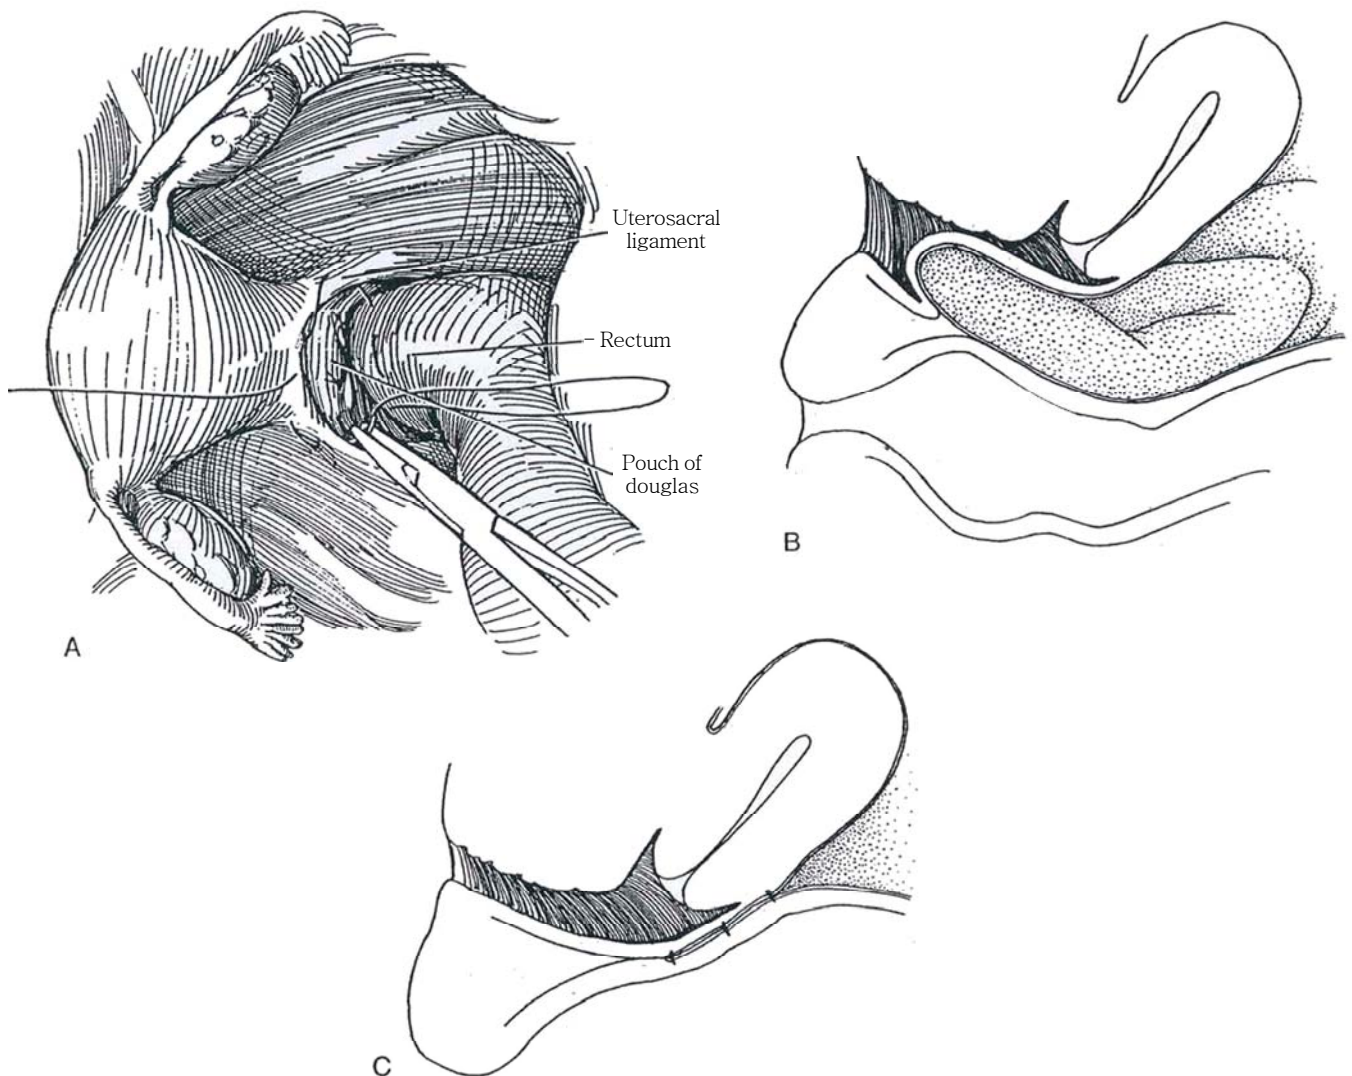 Uterosacral
ligament
Rectum
Pouch of
douglas
A
B
C